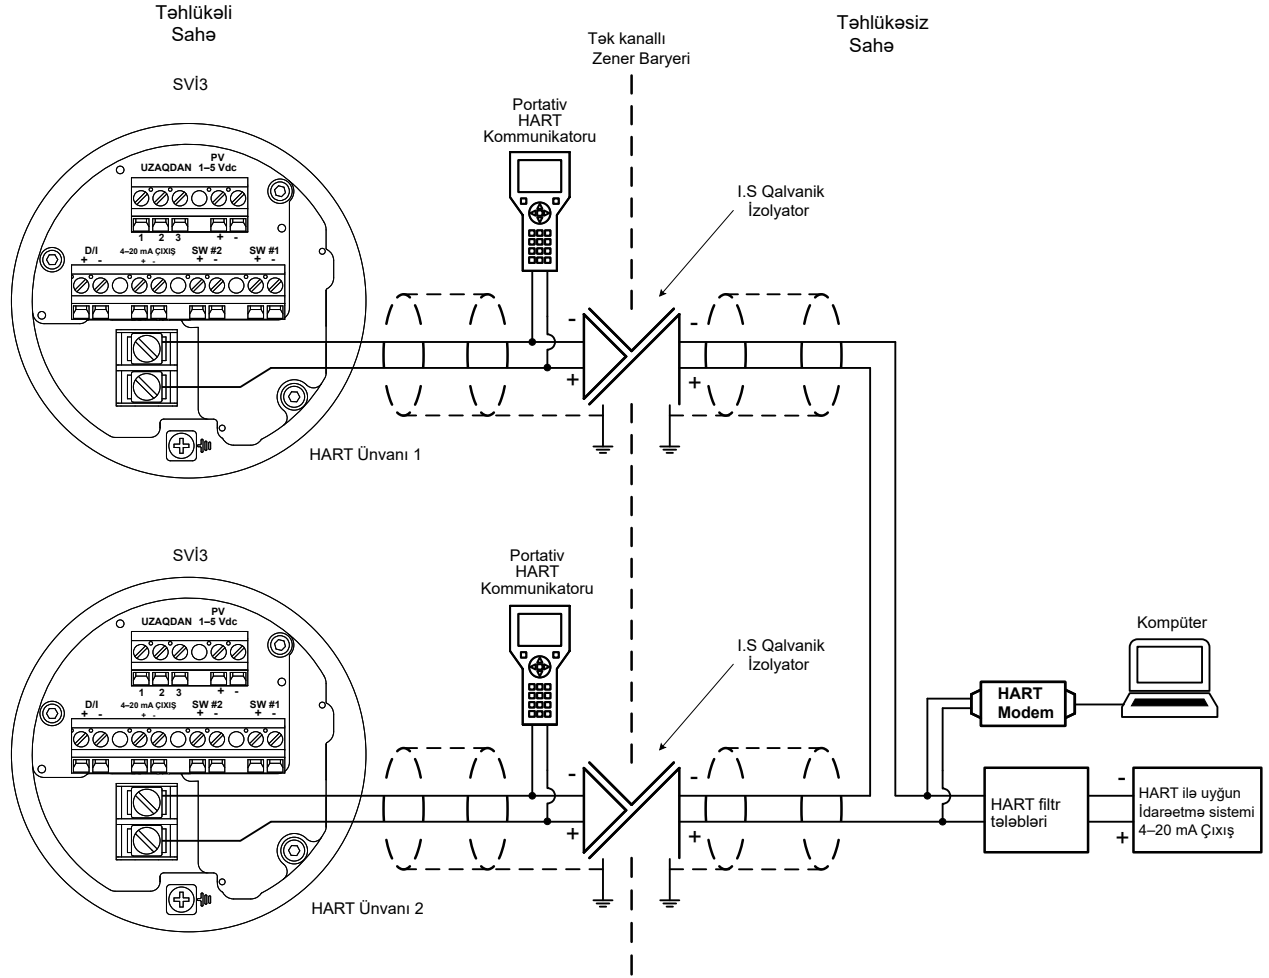 Təhlükəli
Sahə
Tək kanallı
Zener Baryeri
Təhlükəsiz
Sahə
SVİ3
Portativ
HART
Kommunikatoru
I.S Qalvanik
İzolyator
PV
UZAQDAN 1–5 Vdc
1 2 3 + -
D/I 4–20 mA ÇIXIŞ SW #2 SW #1
+ - + - + - + -
- -
+ +
HART Ünvanı 1
SVİ3
Portativ
HART
Kommunikatoru
I.S Qalvanik
İzolyator
PV
UZAQDAN 1–5 Vdc
1 2 3 + -
D/I 4–20 mA ÇIXIŞ SW #2 SW #1
+ - + - + - + -
- -
+ +
HART Ünvanı 2
Kompüter
HART
Modem
HART filtr
tələbləri
-
+
HART ilə uyğun
İdarəetmə sistemi
4–20 mA Çıxış